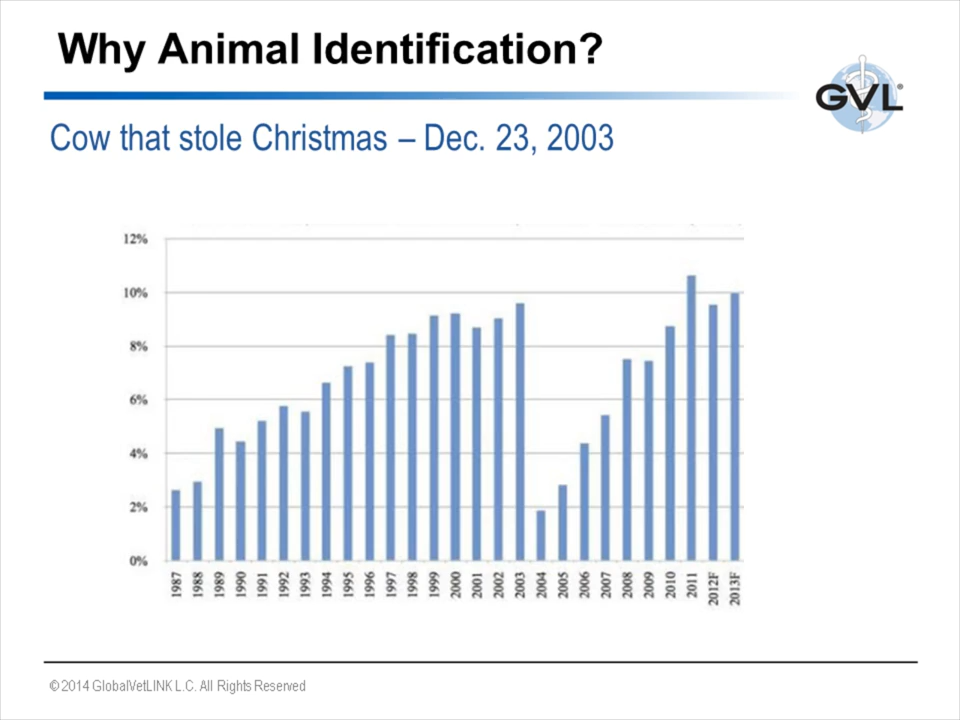 Why Animal Identification?
GVL®
Cow that stole Christmas – Dec. 23, 2003
12%
10%
8%
6%
4%
2%
0%
1987 1988 1989 1990 1991 1992 1993 1994 1995 1996 1997 1998 1999 2000 2001 2002 2003 2004 2005 2006 2007 2008 2009 2010 2011 2012F 2013F
© 2014 GlobalVetLINK L.C. All Rights Reserved